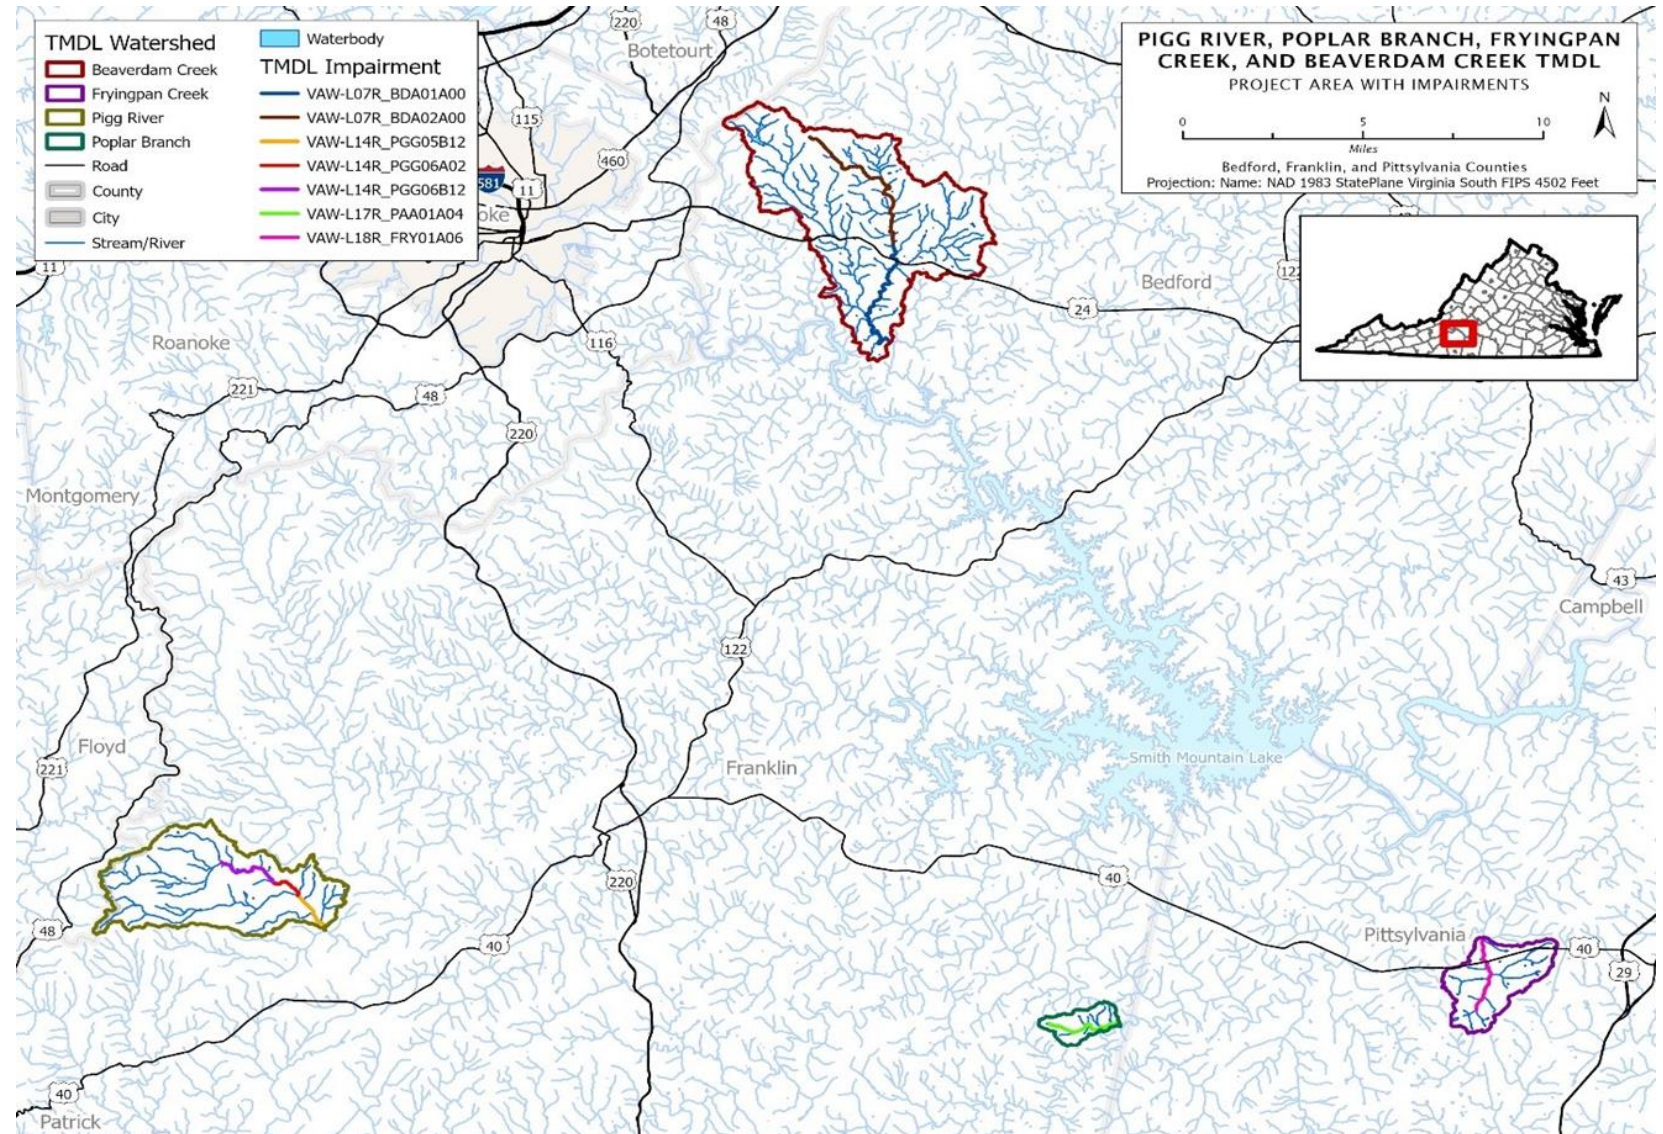 TMDL Watershed
Beaverdam Creek
Fryingpan Creek
Pigg River
Poplar Branch
Road
County
City
Stream/River
Waterbody
TMDL Impairment
VAW-L07R_BDA01A00
VAW-L07R_BDA02A00
VAW-L14R_PGG05B12
VAW-L14R_PGG06A02
VAW-L14R_PGG06B12
VAW-L17R_PAA01A04
VAW-L18R_FRY01A06
PIGG RIVER, POPLAR BRANCH, FRYINGPAN
CREEK, AND BEAVERDAM CREEK TMDL
PROJECT AREA WITH IMPAIRMENTS
N
0 5 10
Miles
Bedford, Franklin, and Pittsylvania Counties
Projection: Name: NAD 1983 StatePlane Virginia South FIPS 4502 Feet
220
48
Botetourt
115
460
581
11
oke
11
122
Bedford
24
Roanoke
116
221
48
220
Montgomery
43
Campbell
122
Floyd
221
Franklin
Smith Mountain Lake
40
220
48
40
Pittsylvania
40
29
40
Patrick